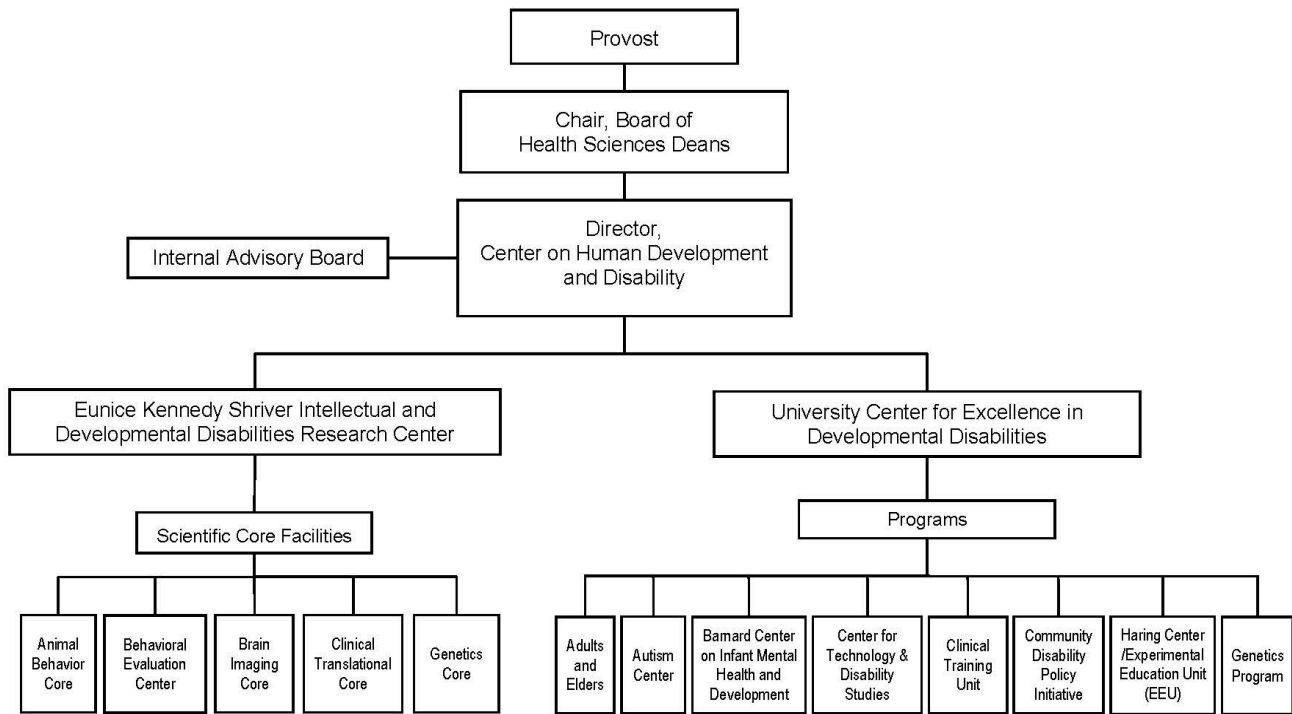 Provost
Chair, Board of
Health Sciences Deans
Director,
Center on Human Development
and Disability
Internal Advisory Board
Eunice Kennedy Shriver Intellectual and
Developmental Disabilities Research Center
University Center for Excellence in
Developmental Disabilities
Scientific Core Facilities
Programs
Animal
Behavior
Core
Behavioral
Evaluation
Center
Brain
Imaging
Core
Clinical
Translational
Core
Genetics
Core
Adults
and
Elders
Autism
Center
Barnard Center
on Infant Mental
Health and
Development
Center for
Technology &
Disability
Studies
Clinical
Training
Unit
Community
Disability
Policy
Initiative
Haring Center
/Experimental
Education Unit
(EEU)
Genetics
Program